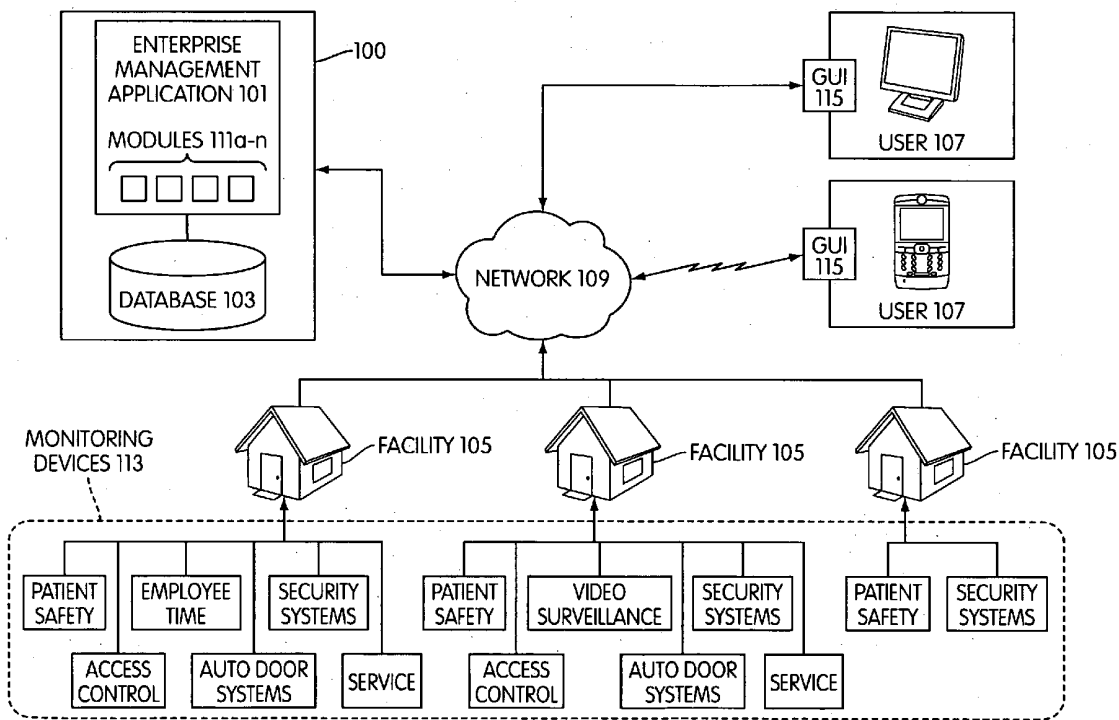 ENTERPRISE
MANAGEMENT
APPLICATION 101
MODULES 111a-n
DATABASE 103
100
GUI
115
USER 107
GUI
115
USER 107
NETWORK 109
MONITORING
DEVICES 113
FACILITY 105
FACILITY 105
FACILITY 105
PATIENT
SAFETY
EMPLOYEE
TIME
SECURITY
SYSTEMS
PATIENT
SAFETY
VIDEO
SURVEILLANCE
SECURITY
SYSTEMS
PATIENT
SAFETY
SECURITY
SYSTEMS
ACCESS
CONTROL
AUTO DOOR
SYSTEMS
SERVICE
ACCESS
CONTROL
AUTO DOOR
SYSTEMS
SERVICE